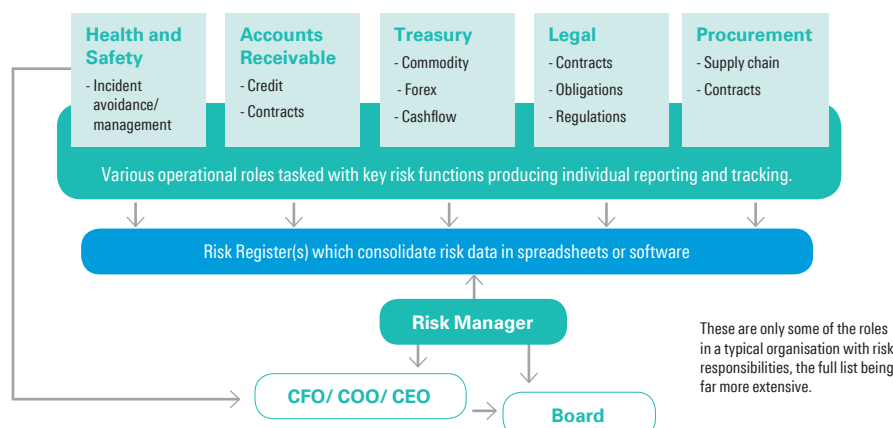 Health and
Safety
- Incident
avoidance/
management
Accounts
Receivable
- Credit
- Contracts
Treasury
- Commodity
- Forex
- Cashflow
Legal
- Contracts
- Obligations
- Regulations
Procurement
- Supply chain
- Contracts
Various operational roles tasked with key risk functions producing individual reporting and tracking.
Risk Register(s) which consolidate risk data in spreadsheets or software
Risk Manager
These are only some of the roles
in a typical organisation with risk
responsibilities, the full list being
far more extensive.
CFO/ COO/ CEO
Board